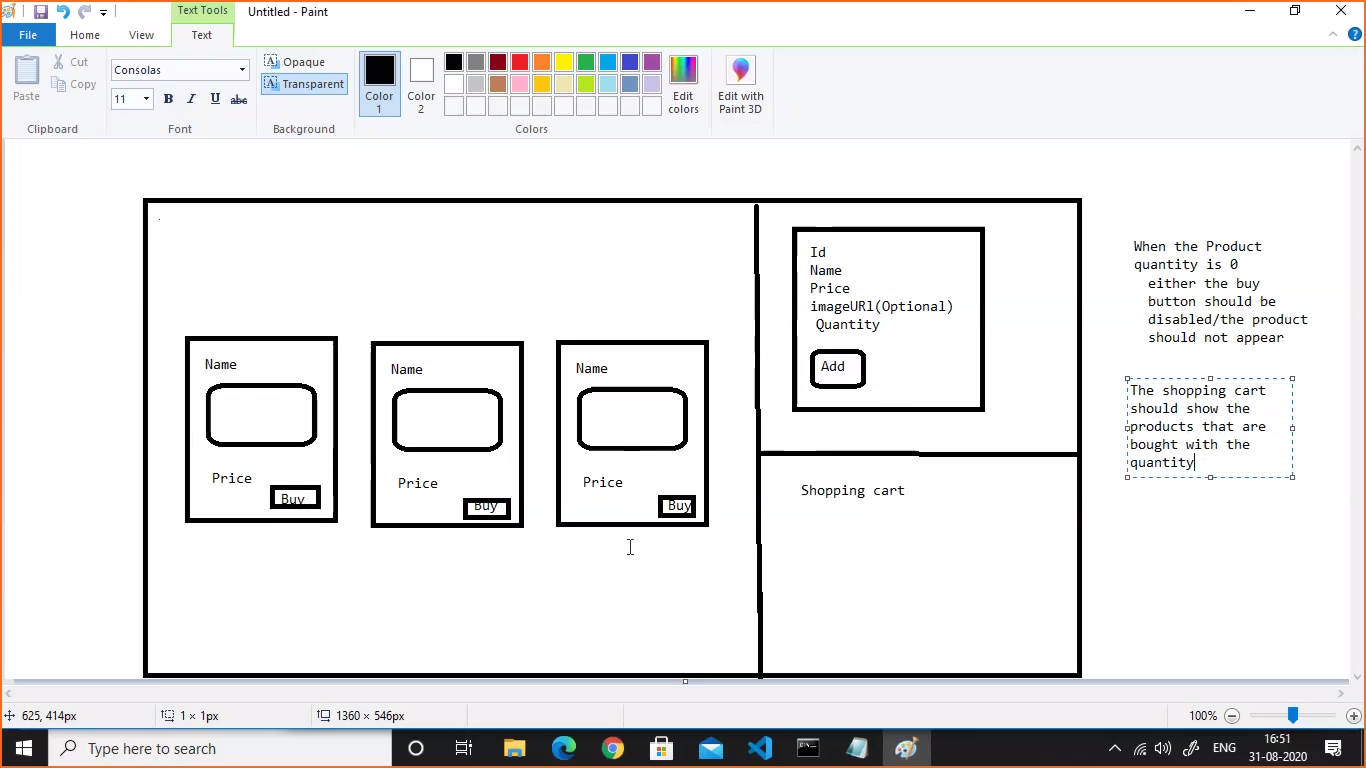 Text Tools
Untitled - Paint
File
Home
View
Text
Paste
Cut
Copy
Clipboard
Consolas
11
B
I
U
abc
Font
A
Opaque
A
Transparent
Background
Color
1
Color
2
Colors
Edit
colors
Edit with
Paint 3D
Name
Price
Buy
Name
Price
Buy
Name
Price
Buy
Id
Name
Price
imageURl(Optional)
Quantity
Add
Shopping cart
When the Product
quantity is 0
either the buy
button should be
disabled/the product
should not appear
The shopping cart
should show the
products that are
bought with the
quantity
625, 414px
1 × 1px
1360 × 546px
100%
Type here to search
ENG
16:51
31-08-2020